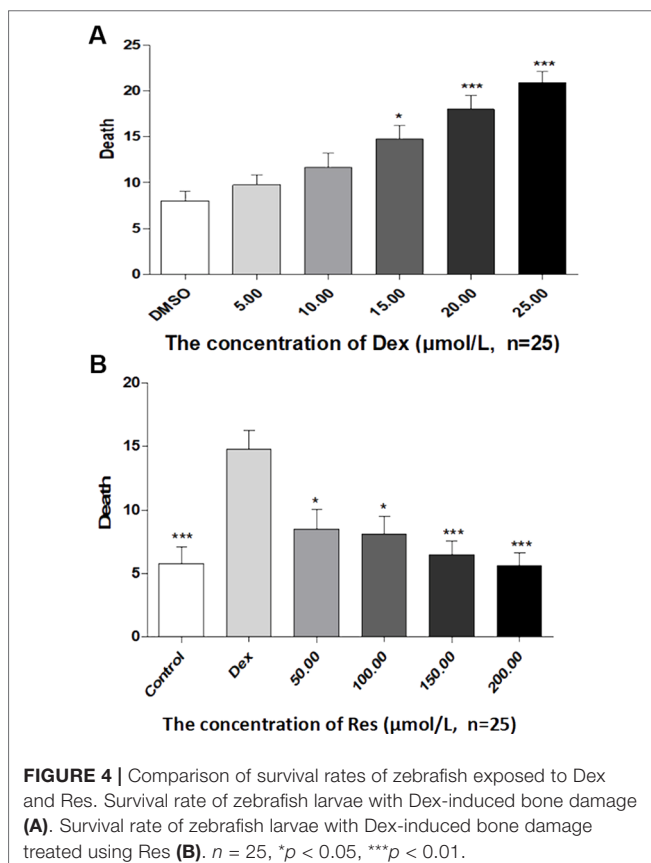 A
25
20
15
10
5
0
Death
*
***
***
DMSO
5.00
10.00
15.00
20.00
25.00
The concentration of Dex (μmol/L, n=25)
B
20
15
10
5
0
Death
***
*
*
***
***
Control
Dex
50.00
100.00
150.00
200.00
The concentration of Res (μmol/L, n=25)
FIGURE 4 | Comparison of survival rates of zebrafish exposed to Dex
and Res. Survival rate of zebrafish larvae with Dex-induced bone damage
(A). Survival rate of zebrafish larvae with Dex-induced bone damage
treated using Res (B). n = 25, *p < 0.05, ***p < 0.01.